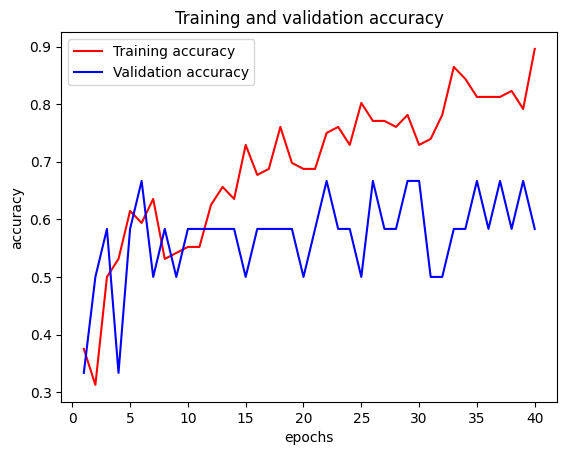 Training and validation accuracy
Training accuracy
Validation accuracy
accuracy
0.9
0.8
0.7
0.6
0.5
0.4
0.3
0 5 10 15 20 25 30 35 40
epochs